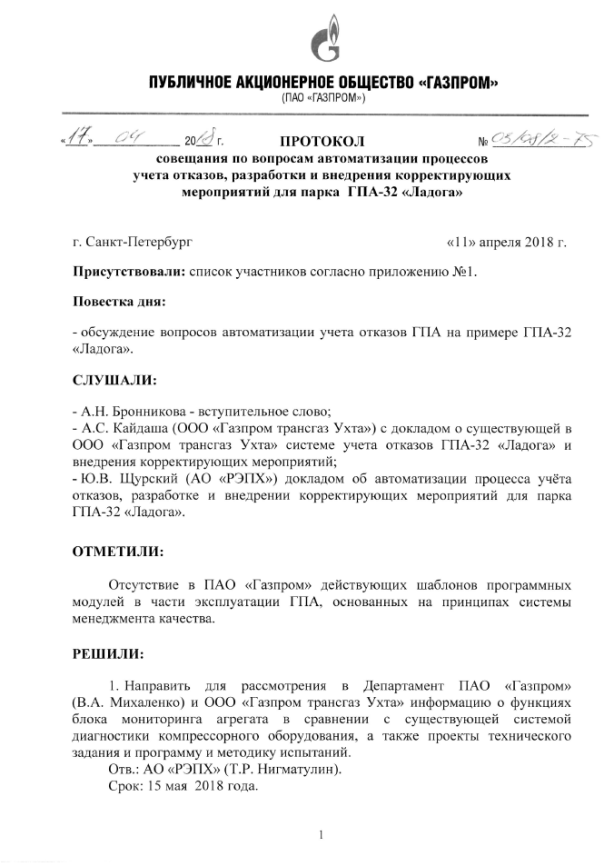 ПУБЛИЧНОЕ АКЦИОНЕРНОЕ ОБЩЕСТВО «ГАЗПРОМ»
(ПАО «ГАЗПРОМ»)
«17» 04 2018 г. ПРОТОКОЛ № 03/08/2-75
совещания по вопросам автоматизации процессов
учета отказов, разработки и внедрения корректирующих
мероприятий для парка ГПА-32 «Ладога»
г. Санкт-Петербург «11» апреля 2018 г.
Присутствовали: список участников согласно приложению №1.
Повестка дня:
- обсуждение вопросов автоматизации учета отказов ГПА на примере ГПА-32
«Ладога».
СЛУШАЛИ:
- А.Н. Бронникова - вступительное слово;
- А.С. Кайдаша (ООО «Газпром трансгаз Ухта») с докладом о существующей в
ООО «Газпром трансгаз Ухта» системе учета отказов ГПА-32 «Ладога» и
внедрения корректирующих мероприятий;
- Ю.В. Щурский (АО «РЭПХ») докладом об автоматизации процесса учёта
отказов, разработке и внедрении корректирующих мероприятий для парка
ГПА-32 «Ладога».
ОТМЕТИЛИ:
Отсутствие в ПАО «Газпром» действующих шаблонов программных
модулей в части эксплуатации ГПА, основанных на принципах системы
менеджмента качества.
РЕШИЛИ:
1. Направить для рассмотрения в Департамент ПАО «Газпром»
(В.А. Михаленко) и ООО «Газпром трансгаз Ухта» информацию о функциях
блока мониторинга агрегата в сравнении с существующей системой
диагностики компрессорного оборудования, а также проекты технического
задания и программу и методику испытаний.
Отв.: АО «РЭПХ» (Т.Р. Нигматулин).
Срок: 15 мая 2018 года.
1